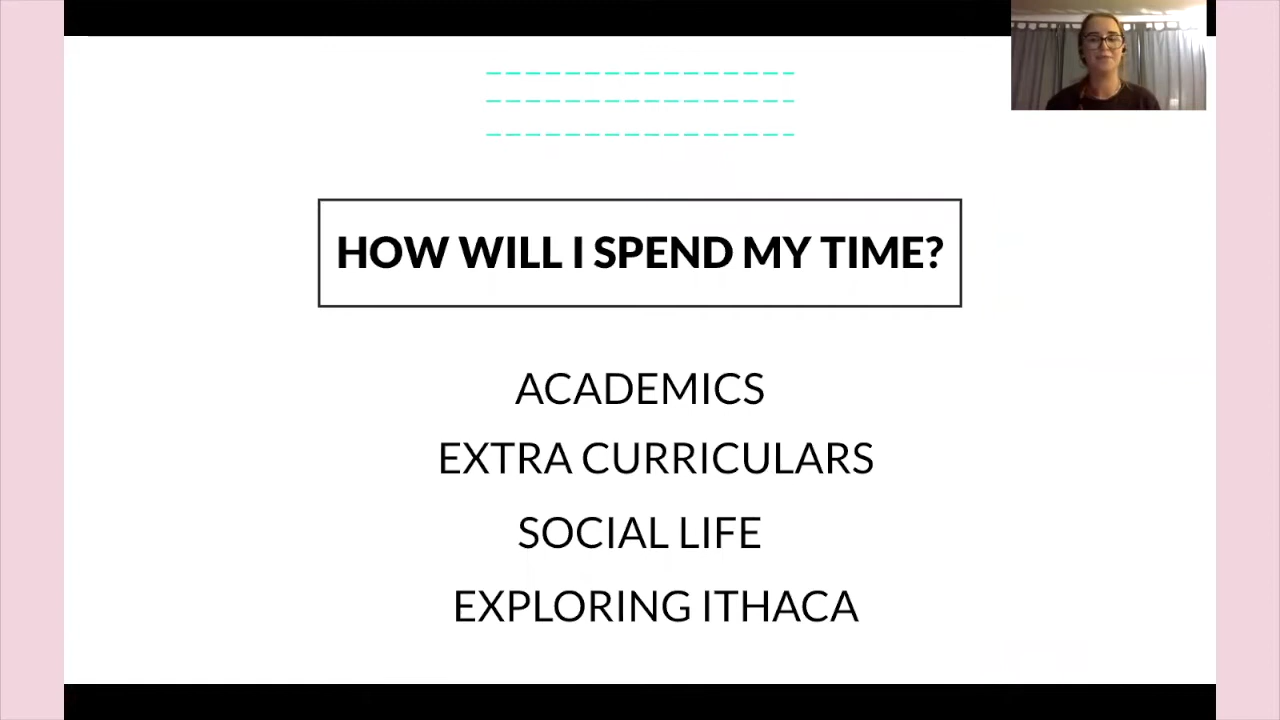 HOW WILL I SPEND MY TIME?
ACADEMICS
EXTRA CURRICULARS
SOCIAL LIFE
EXPLORING ITHACA